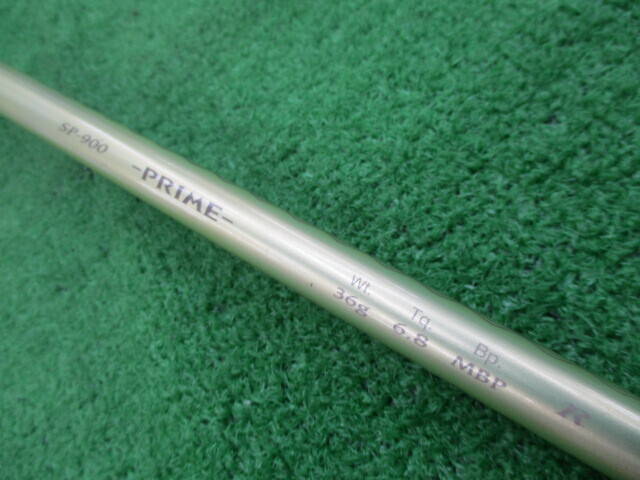 SP-900
-PRiME-
Wt. Tq. Bp.
36g 6.8 MBP R